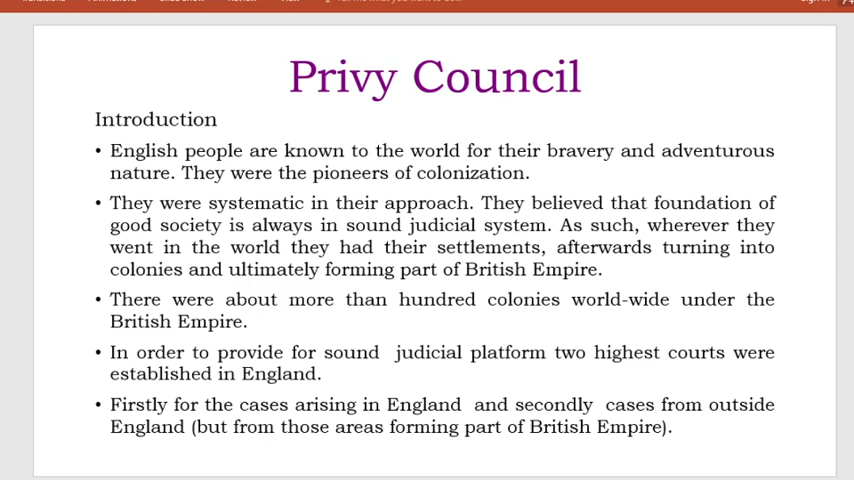 Privy Council
Introduction
• English people are known to the world for their bravery and adventurous
nature. They were the pioneers of colonization.
• They were systematic in their approach. They believed that foundation of
good society is always in sound judicial system. As such, wherever they
went in the world they had their settlements, afterwards turning into
colonies and ultimately forming part of British Empire.
• There were about more than hundred colonies world-wide under the
British Empire.
• In order to provide for sound judicial platform two highest courts were
established in England.
• Firstly for the cases arising in England and secondly cases from outside
England (but from those areas forming part of British Empire).